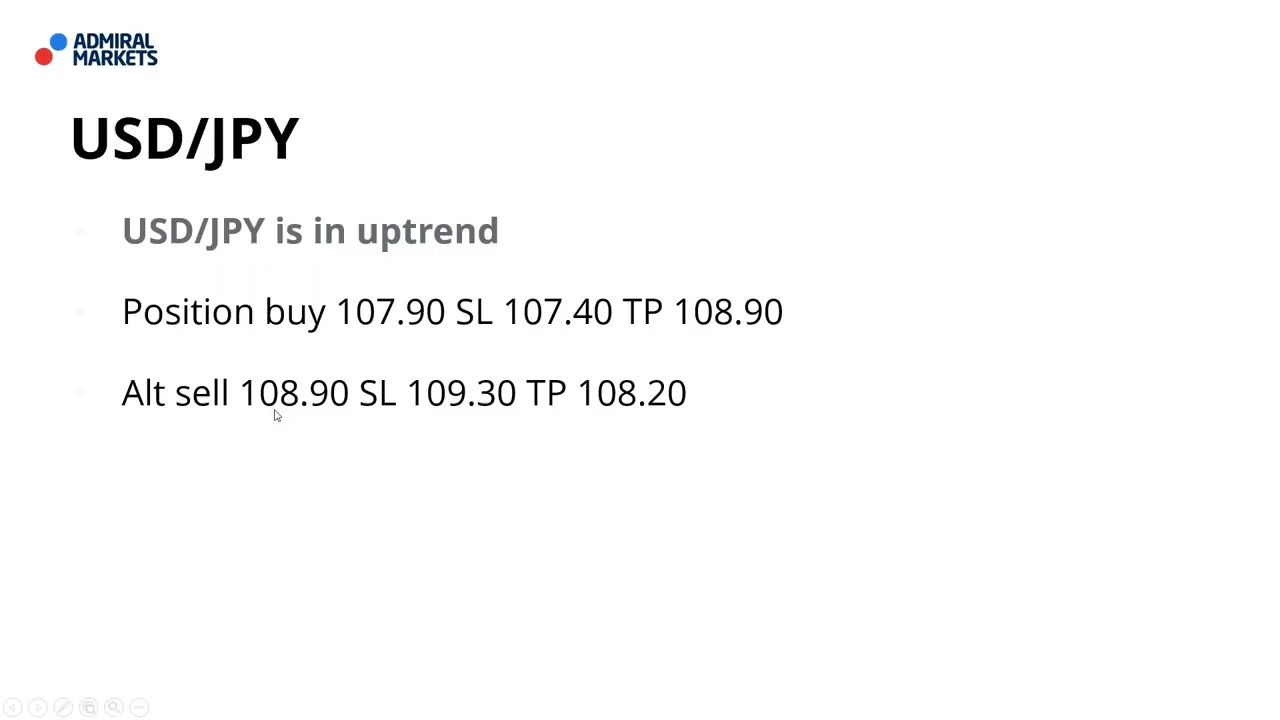 ADMIRAL
MARKETS
USD/JPY
USD/JPY is in uptrend
Position buy 107.90 SL 107.40 TP 108.90
Alt sell 108.90 SL 109.30 TP 108.20